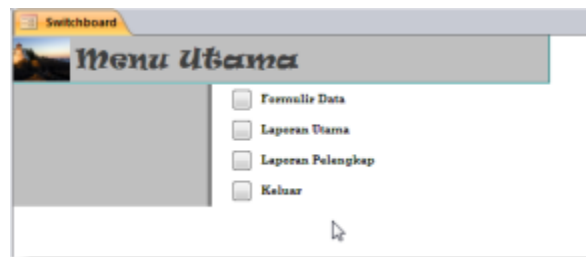 Switchboard
Menu Utama
Formulir Data
Laporan Utama
Laporan Pelengkap
Keluar